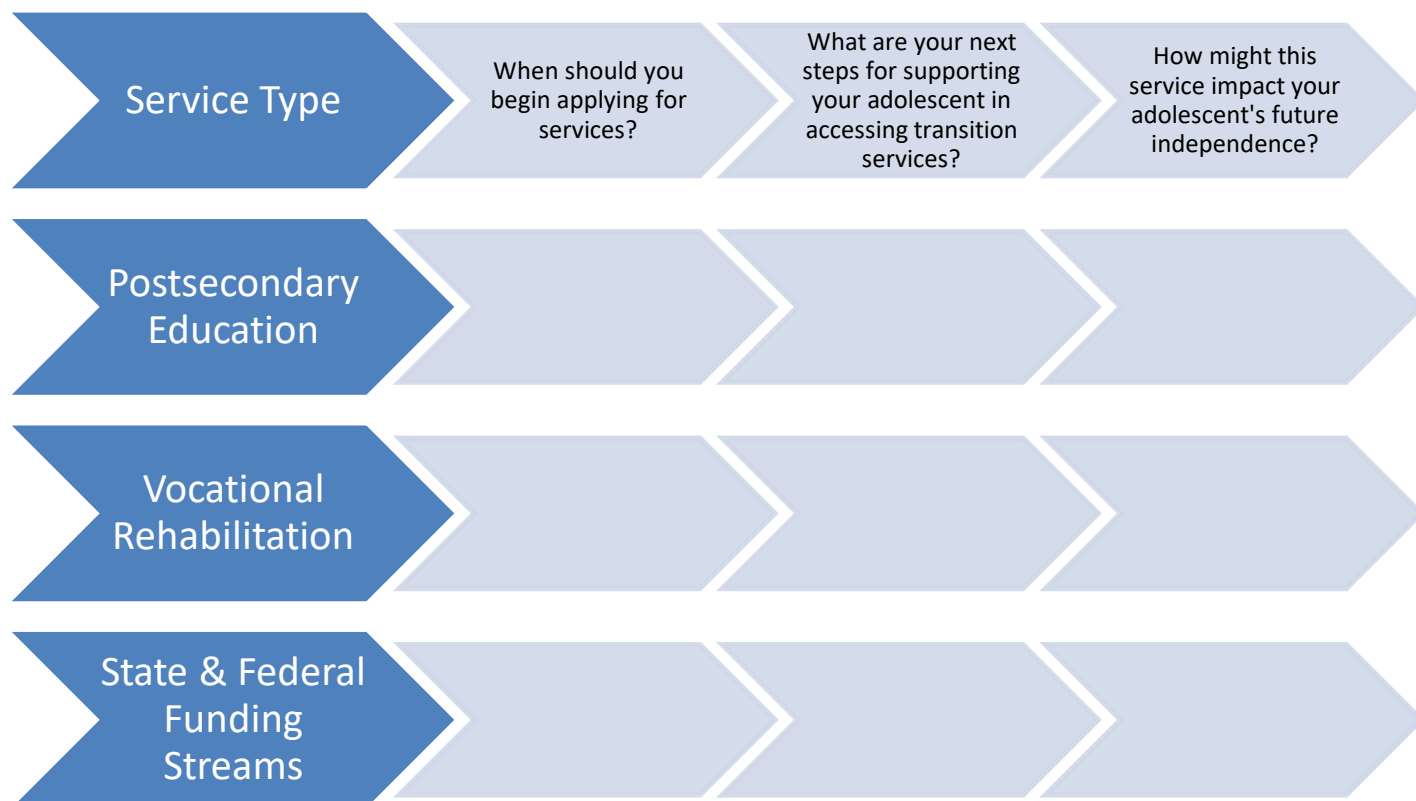 Service Type
When should you
begin applying for
services?
What are your next
steps for supporting
your adolescent in
accessing transition
services?
How might this
service impact your
adolescent's future
independence?
Postsecondary
Education
Vocational
Rehabilitation
State & Federal
Funding
Streams